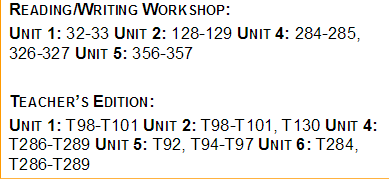 READING/WRITING WORKSHOP:
UNIT 1: 32-33 UNIT 2: 128-129 UNIT 4: 284-285,
326-327 UNIT 5: 356-357
TEACHER'S EDITION:
UNIT 1: T98-T101 UNIT 2: T98-T101, T130 UNIT 4:
T286-T289 UNIT 5: T92, T94-T97 UNIT 6: T284,
T286-T289